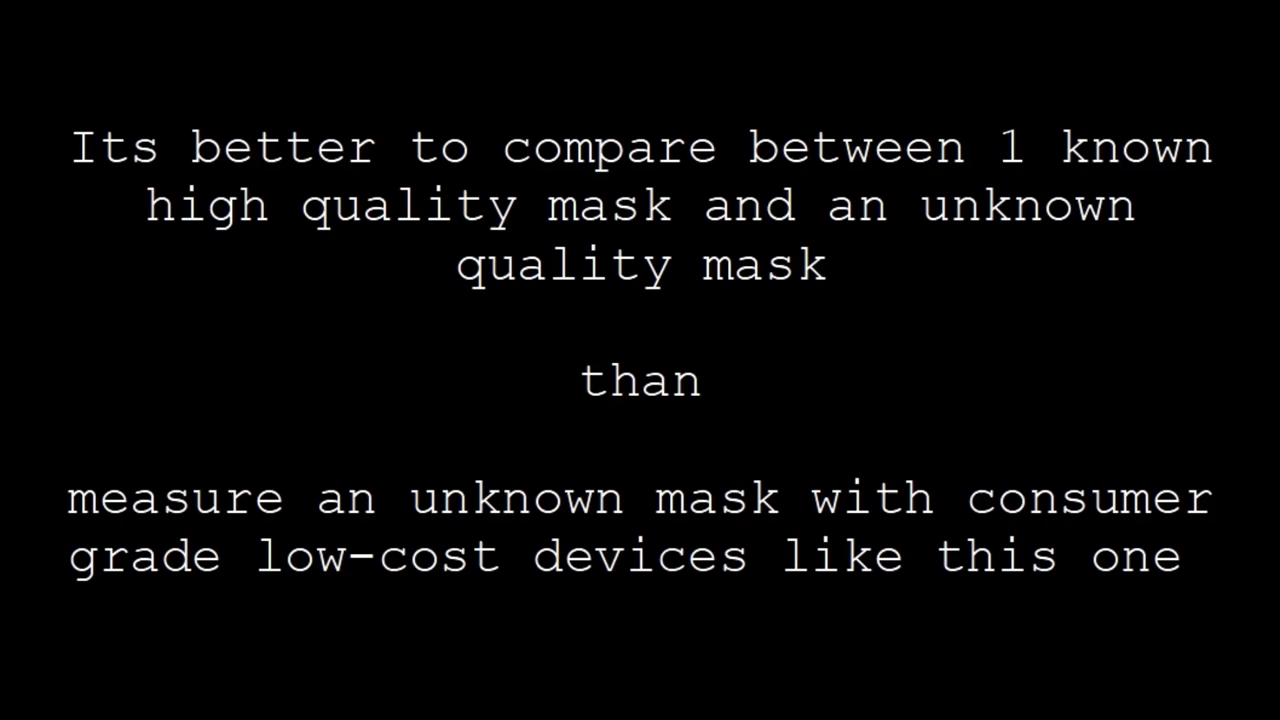 Its better to compare between 1 known
high quality mask and an unknown
quality mask
than
measure an unknown mask with consumer
grade low-cost devices like this one